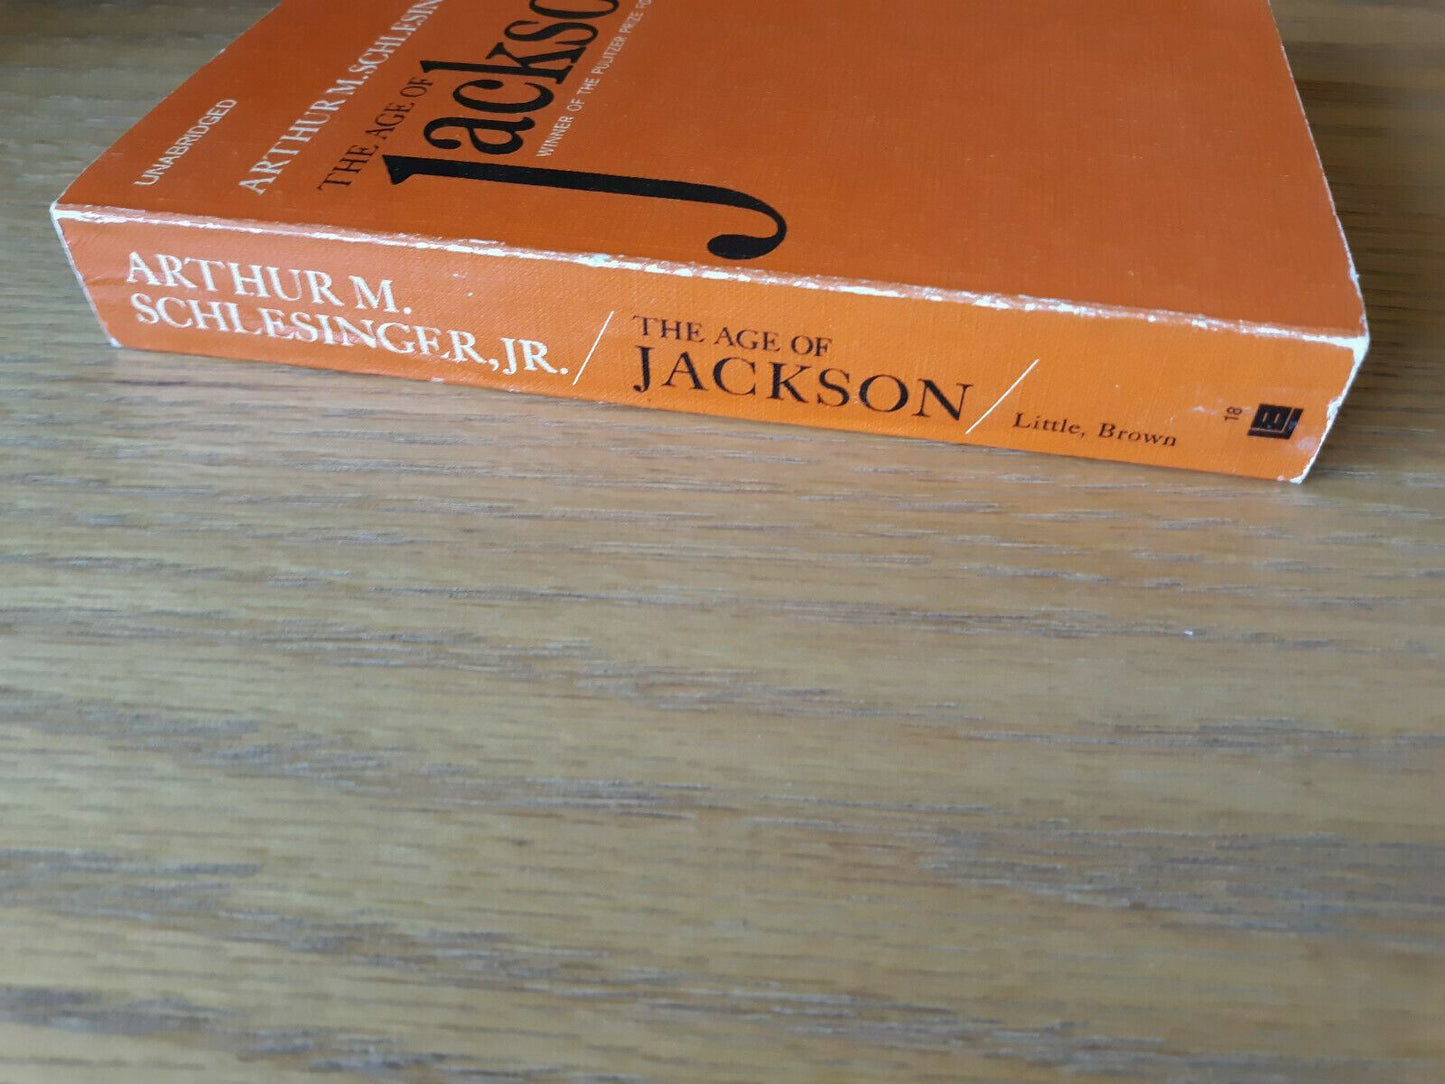 UNABRIDGED
ARTHUR M. SCHLESIN
THE AGE OF
Jackso
WINNER OF THE PULITZER PRIZE FO
ARTHUR M.
SCHLESINGER, JR.
THE AGE OF
JACKSON
Little, Brown
18